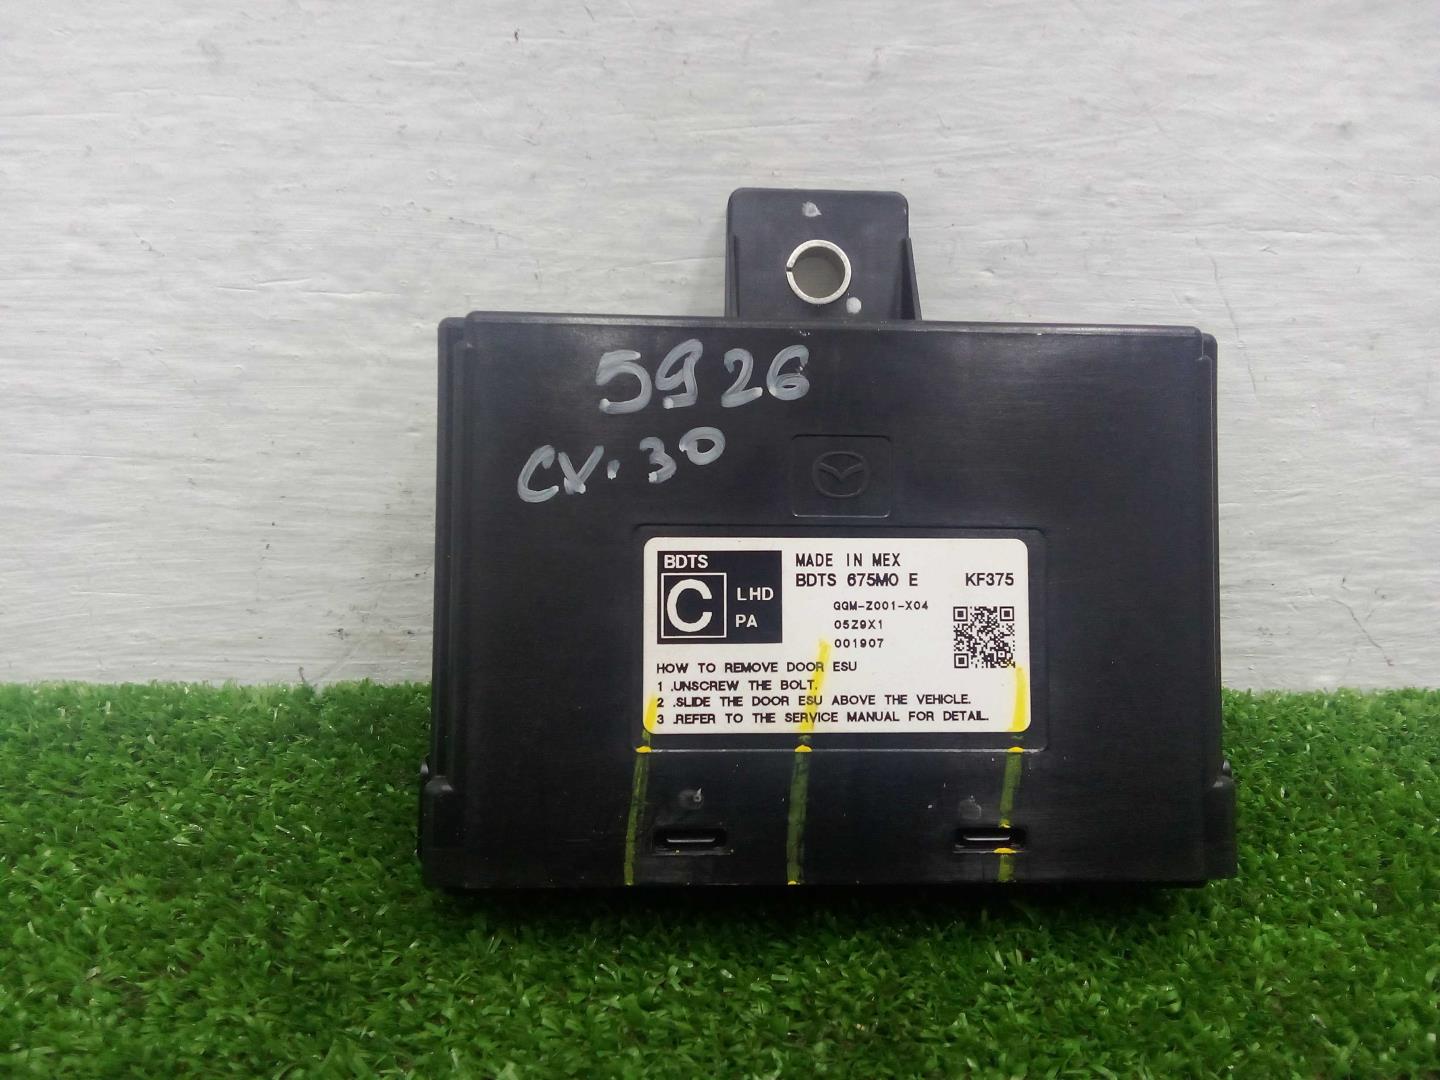 5926
CX-30
BDTS
C LHD
PA
MADE IN MEX
BDTS 675M0 E KF375
GGM-Z001-X04
05Z9X1
001907
HOW TO REMOVE DOOR ESU
1 .UNSCREW THE BOLT.
2 .SLIDE THE DOOR ESU ABOVE THE VEHICLE.
3 .REFER TO THE SERVICE MANUAL FOR DETAIL.